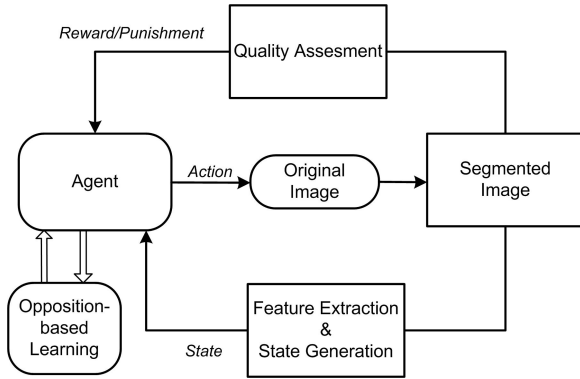 Reward/Punishment
Quality Assesment
Agent
Action
Original
Image
Segmented
Image
Opposition-
based
Learning
State
Feature Extraction
&
State Generation